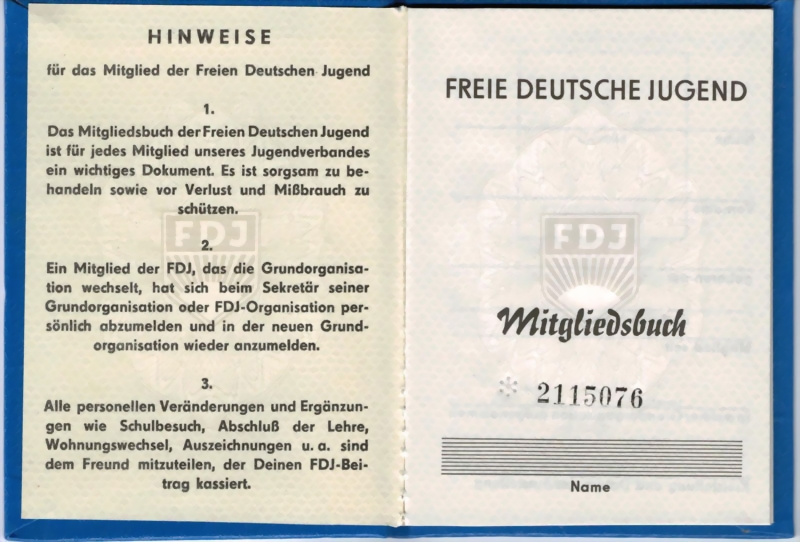 HINWEISE
für das Mitglied der Freien Deutschen Jugend
1.
Das Mitgliedsbuch der Freien Deutschen Jugend
ist für jedes Mitglied unseres Jugendverbandes
ein wichtiges Dokument. Es ist sorgsam zu be-
handeln sowie vor Verlust und Mißbrauch zu
schützen.
FDJ
2.
Ein Mitglied der FDJ, das die Grundorganisa-
tion wechselt, hat sich beim Sekretär seiner
Grundorganisation oder FDJ-Organisation per-
sönlich abzumelden und in der neuen Grund-
organisation wieder anzumelden.
3.
Alle personellen Veränderungen und Ergänzun-
gen wie Schulbesuch, Abschluß der Lehre,
Wohnungswechsel, Auszeichnungen u. a. sind
dem Freund mitzuteilen, der Deinen FDJ-Bei-
trag kassiert.
FREIE DEUTSCHE JUGEND
FDJ
Mitgliedsbuch
* 2115076
Name